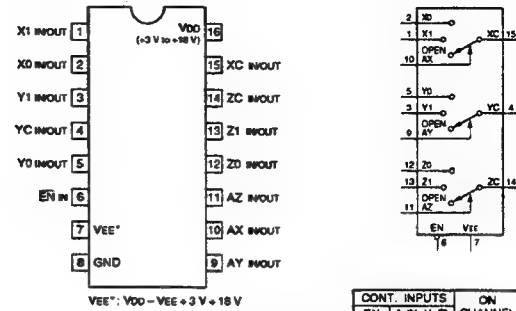 X1 IN/OUT 1
X0 IN/OUT 2
Y1 IN/OUT 3
YC IN/OUT 4
Y0 IN/OUT 5
EN IN 6
7 VEE*
8 GND
VDD 16
(+3 V to +18 V)
15 XC IN/OUT
14 ZC IN/OUT
13 Z1 IN/OUT
12 Z0 IN/OUT
11 AZ IN/OUT
10 AX IN/OUT
9 AY IN/OUT
VEE*: VDD – VEE + 3 V + 18 V
2 X0
1 X1 XC 15
OPEN
10 AX
5 Y0
3 Y1 YC 4
OPEN
9 AY
12 Z0
13 Z1 ZC 14
OPEN
11 AZ
EN VEE
6 7
CONT. INPUTS ON